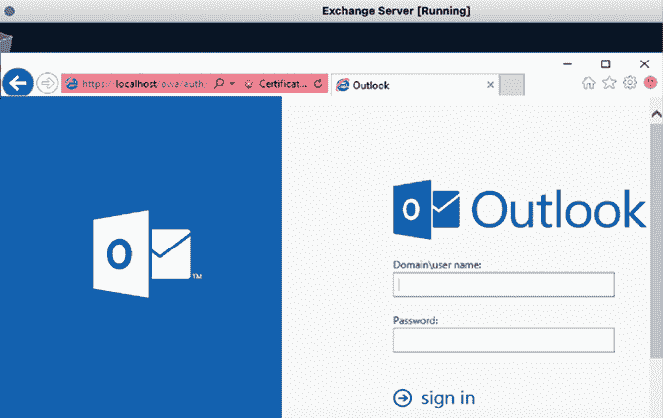 Exchange Server [Running]
https://localhost/owa/auth/ Certificat... Outlook
O TM
O Outlook
Domain\user name:
Password:
sign in